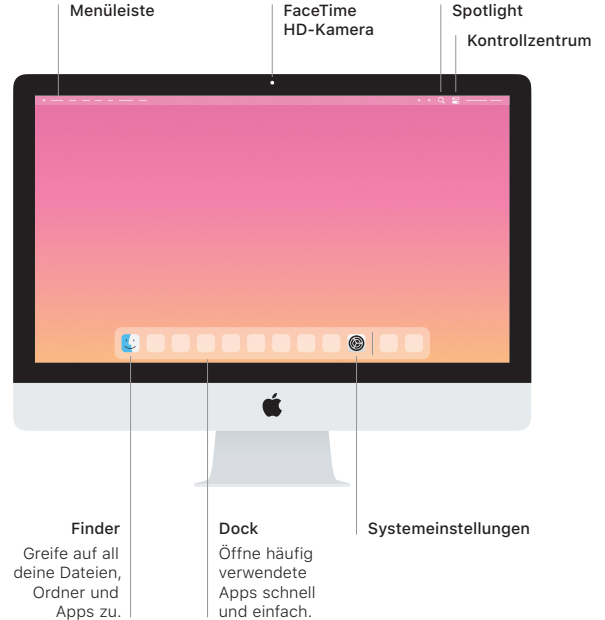 Menüleiste
FaceTime
HD-Kamera
Spotlight
Kontrollzentrum
Finder
Greife auf all
deine Dateien,
Ordner und
Apps zu.
Dock
Öffne häufig
verwendete
Apps schnell
und einfach.
Systemeinstellungen